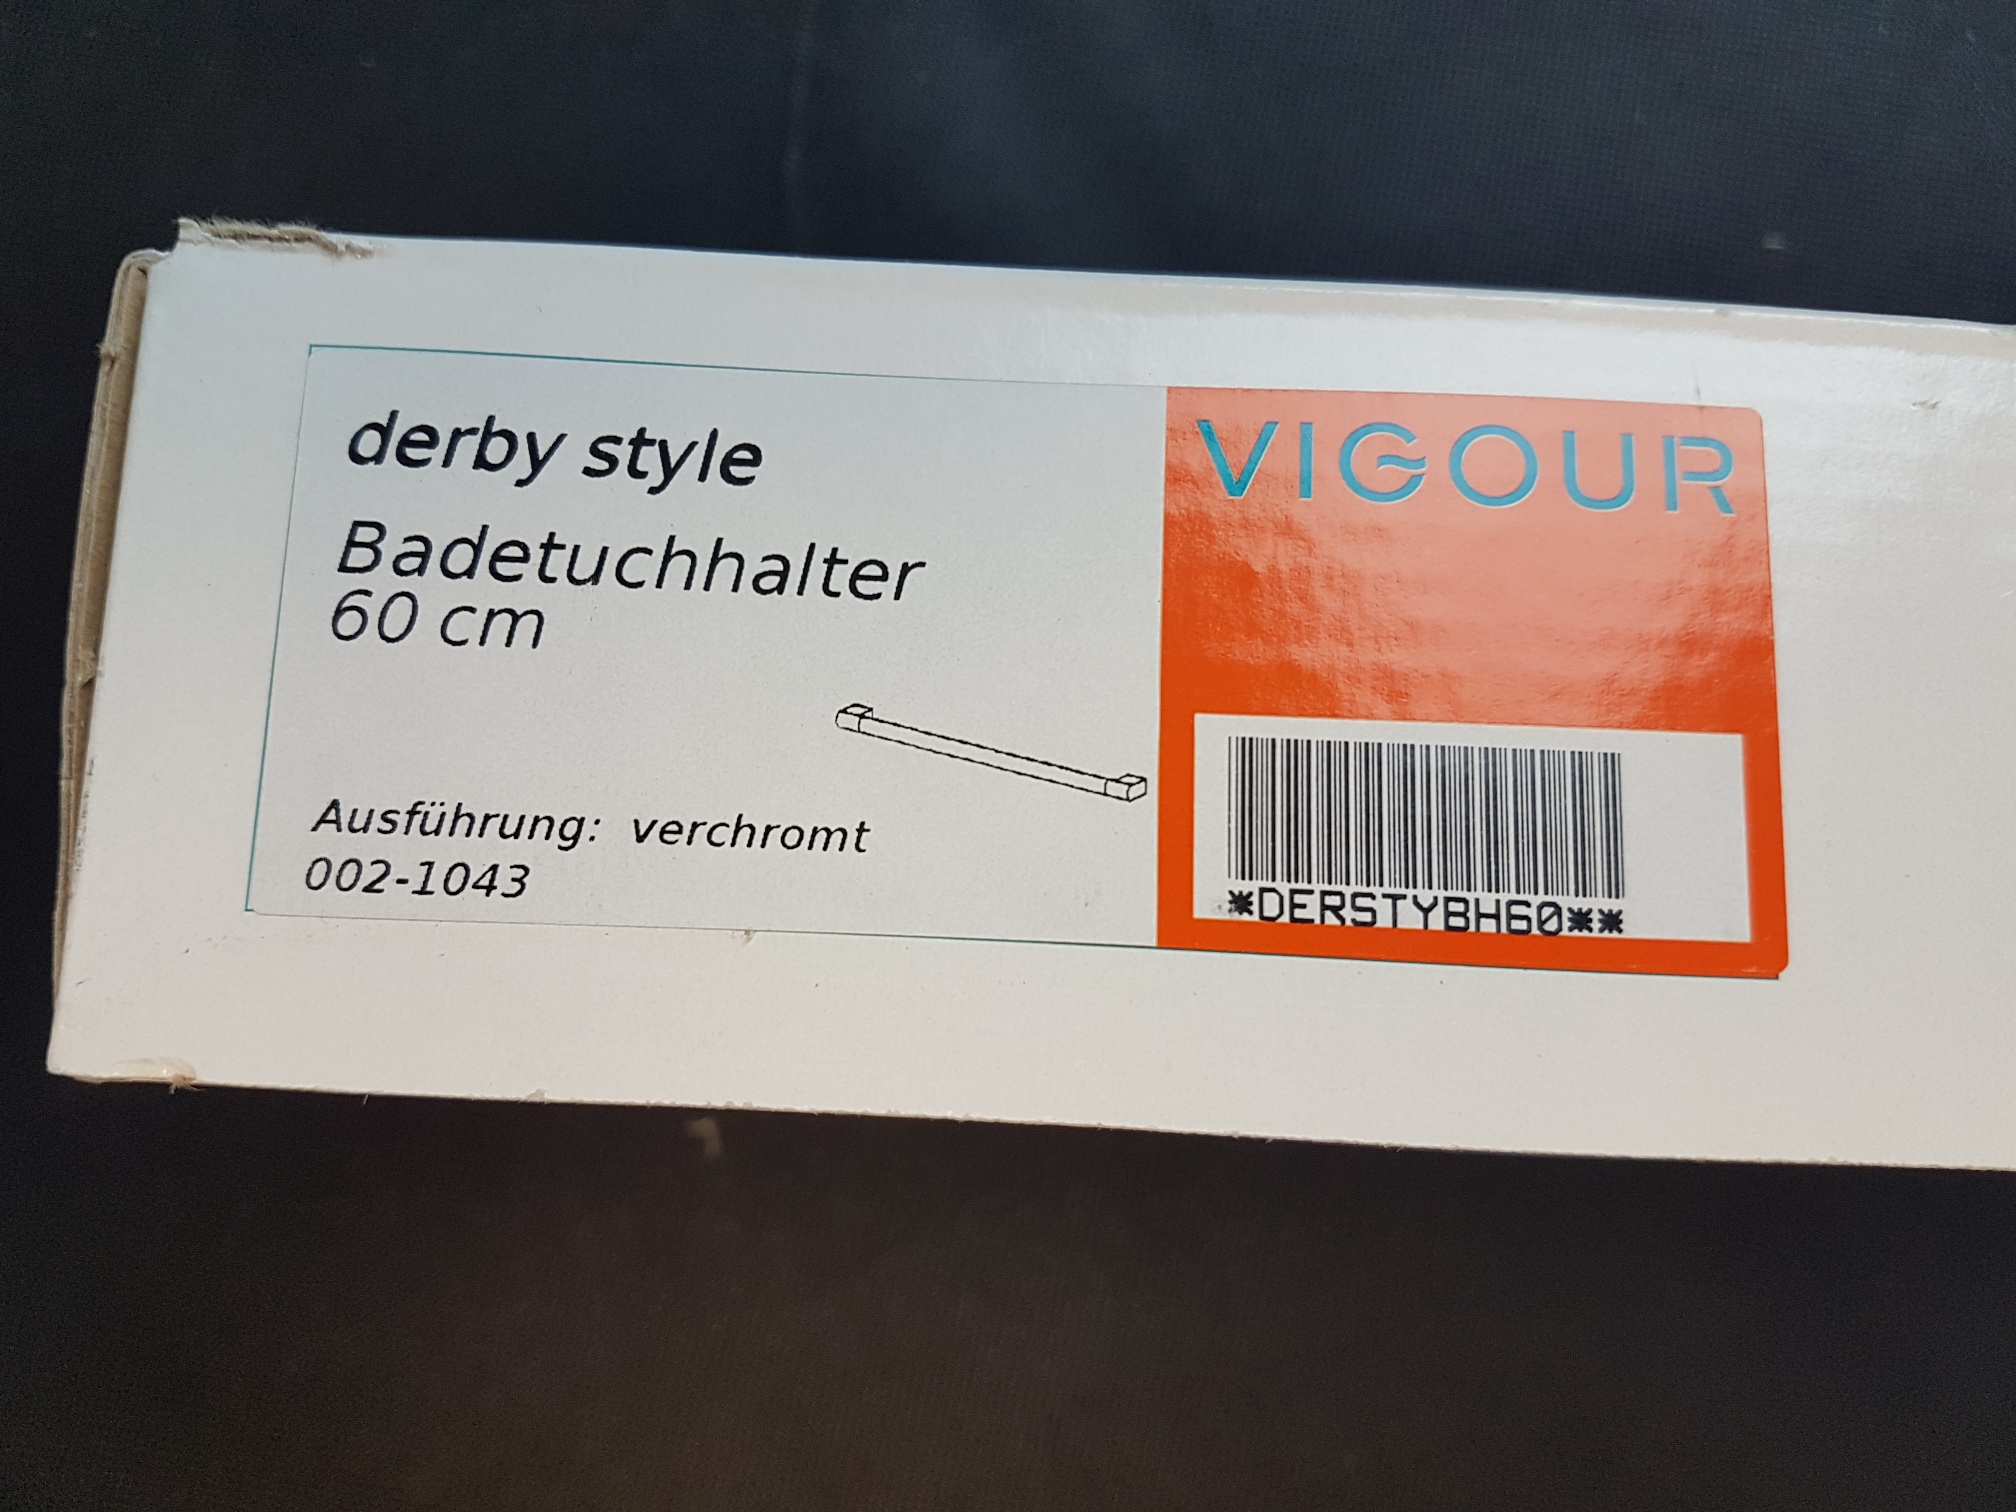 derby style
Badetuchhalter
60 cm
Ausführung: verchromt
002-1043
VIGOUR
*DERSTYBH60**